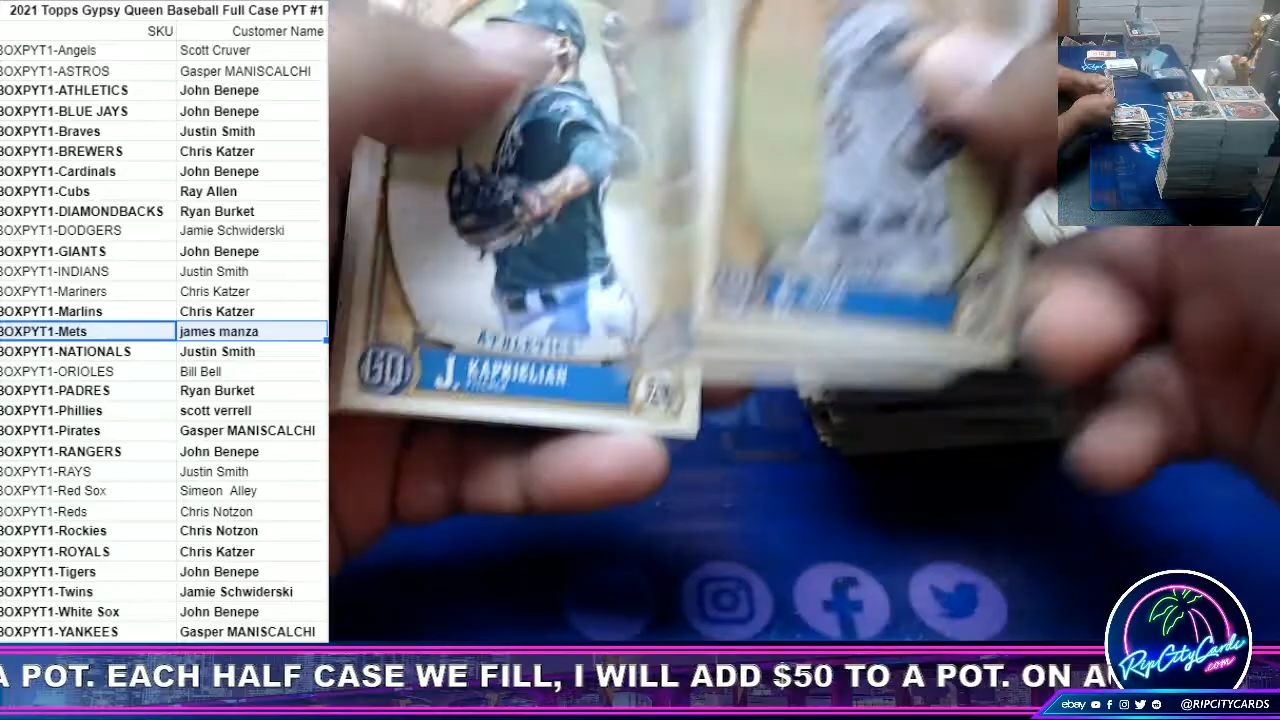 2021 Topps Gypsy Queen Baseball Full Case PYT #1
SKU Customer Name
BOXPYT1-Angels Scott Cruver
BOXPYT1-ASTROS Gasper MANISCALCHI
BOXPYT1-ATHLETICS John Benepe
BOXPYT1-BLUE JAYS John Benepe
BOXPYT1-Braves Justin Smith
BOXPYT1-BREWERS Chris Katzer
BOXPYT1-Cardinals John Benepe
BOXPYT1-Cubs Ray Allen
BOXPYT1-DIAMONDBACKS Ryan Burket
BOXPYT1-DODGERS Jamie Schwiderski
BOXPYT1-GIANTS John Benepe
BOXPYT1-INDIANS Justin Smith
BOXPYT1-Mariners Chris Katzer
BOXPYT1-Marlins Chris Katzer
BOXPYT1-Mets james manza
BOXPYT1-NATIONALS Justin Smith
BOXPYT1-ORIOLES Bill Bell
BOXPYT1-PADRES Ryan Burket
BOXPYT1-Phillies scott verrell
BOXPYT1-Pirates Gasper MANISCALCHI
BOXPYT1-RANGERS John Benepe
BOXPYT1-RAYS Justin Smith
BOXPYT1-Red Sox Simeon Alley
BOXPYT1-Reds Chris Notzon
BOXPYT1-Rockies Chris Notzon
BOXPYT1-ROYALS Chris Katzer
BOXPYT1-Tigers John Benepe
BOXPYT1-Twins Jamie Schwiderski
BOXPYT1-White Sox John Benepe
BOXPYT1-YANKEES Gasper MANISCALCHI
ATHLETICS
GQ J. KAPRIELIAN
PITCHER
A POT. EACH HALF CASE WE FILL, I WILL ADD $50 TO A POT. ON
RipCityCards
.com
ebay @RIPCITYCARDS